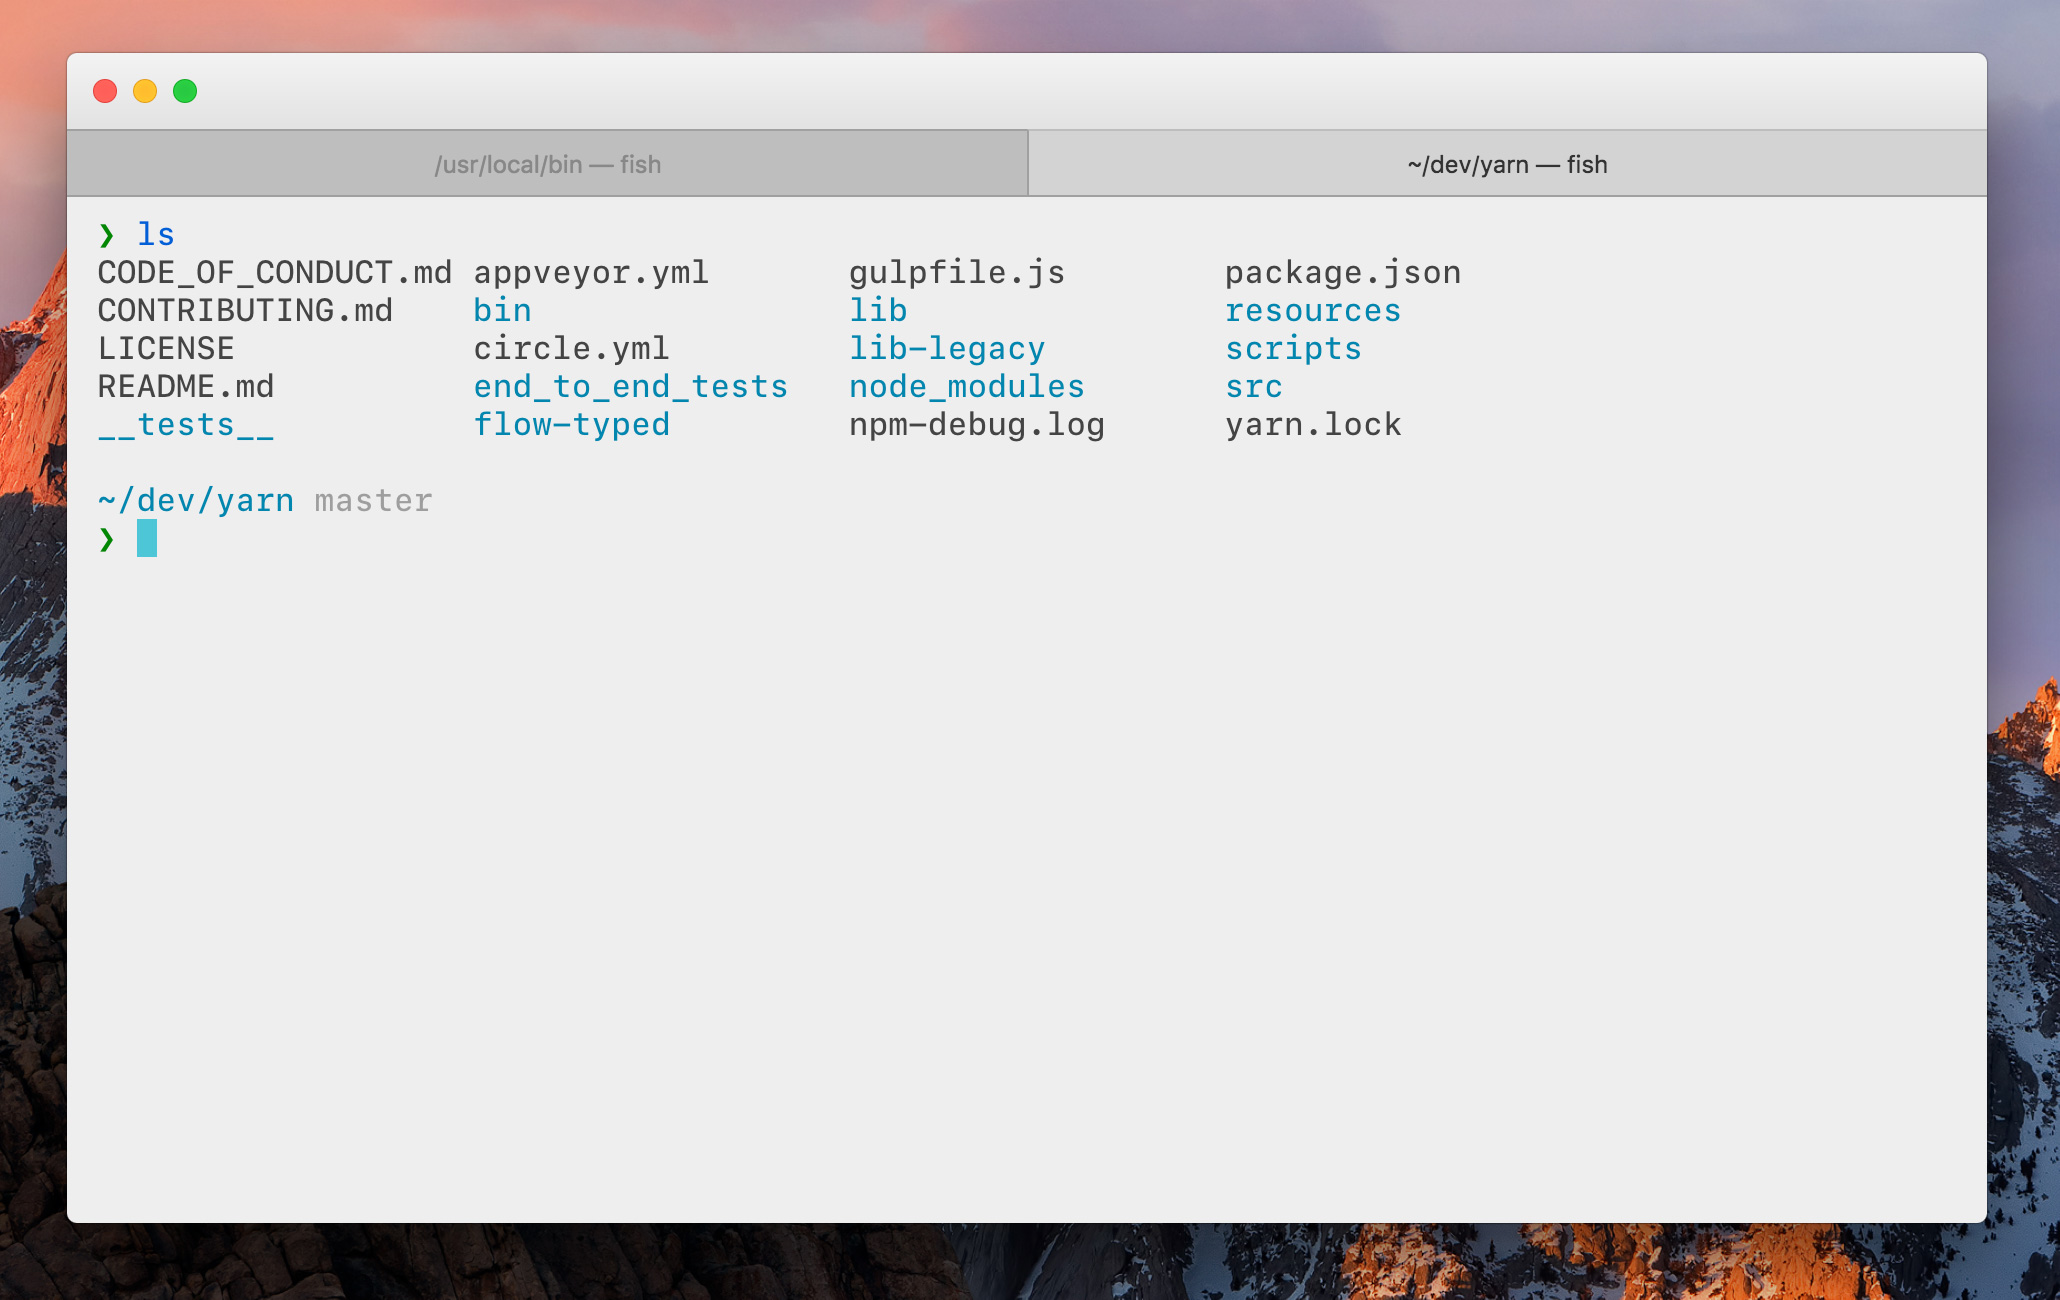 /usr/local/bin — fish
~/dev/yarn — fish
❯ ls
CODE_OF_CONDUCT.md appveyor.yml gulpfile.js package.json
CONTRIBUTING.md bin lib resources
LICENSE circle.yml lib-legacy scripts
README.md end_to_end_tests node_modules src
__tests__ flow-typed npm-debug.log yarn.lock
~/dev/yarn master
❯